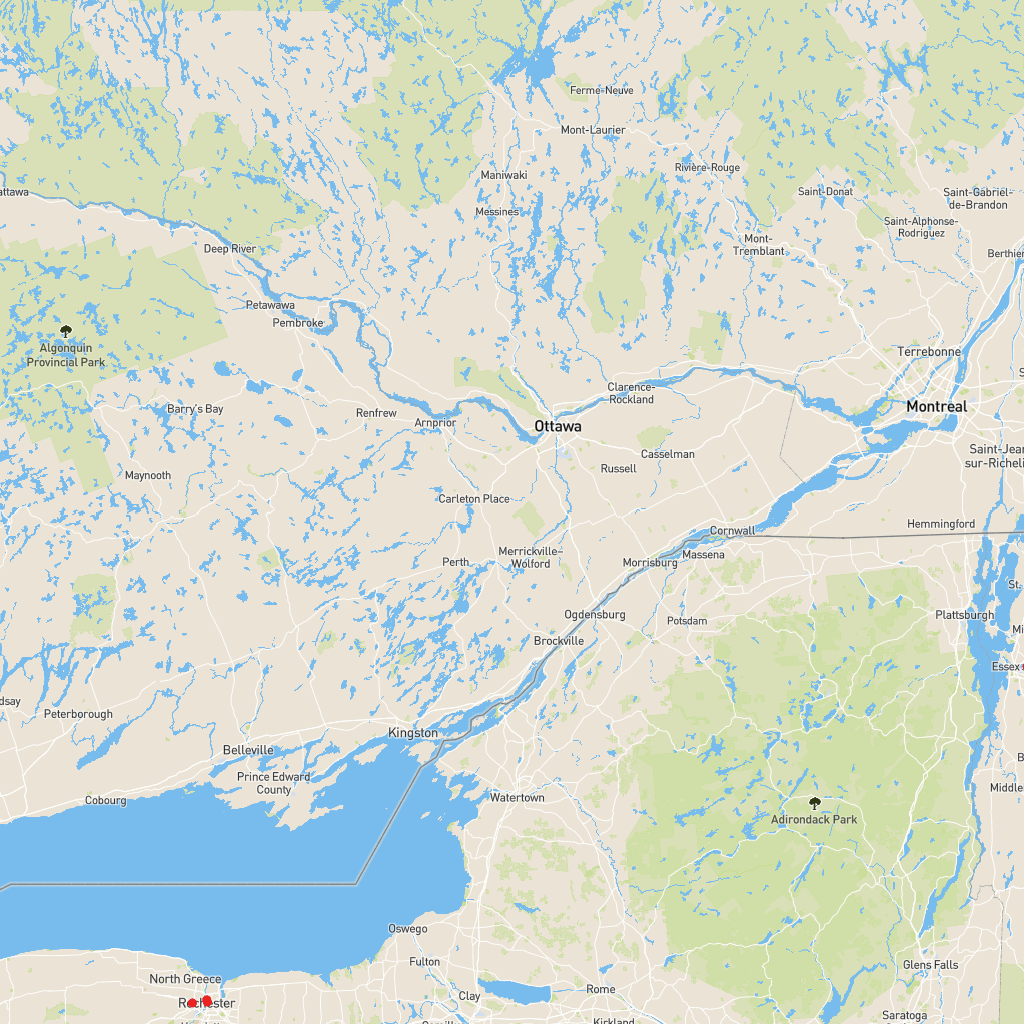 Ferme-Neuve
Mont-Laurier
Rivière-Rouge
Maniwaki
attawa
Saint-Donat
Saint-Gabriel-
de-Brandon
Messines
Saint-Alphonse-
Rodriguez
Deep River
Mont-
Tremblant
Berthier
Petawawa
Pembroke
Algonquin
Provincial Park
Terrebonne
Clarence-
Rockland
Montreal
Barry's Bay
Renfrew
Arnprior
Ottawa
Casselman
Saint-Jean
sur-Richeli
Russell
Maynooth
Carleton Place
Hemmingford
Cornwall
Merrickville-
Wolford
Massena
Perth
Morrisburg
St.
Ogdensburg
Potsdam
Plattsburgh
Brockville
Essex
dsay
Peterborough
Kingston
Belleville
Prince Edward
County
Middle
Cobourg
Watertown
Adirondack Park
Oswego
Fulton
Glens Falls
North Greece
Rochester
Clay
Rome
Saratoga
Kirkland